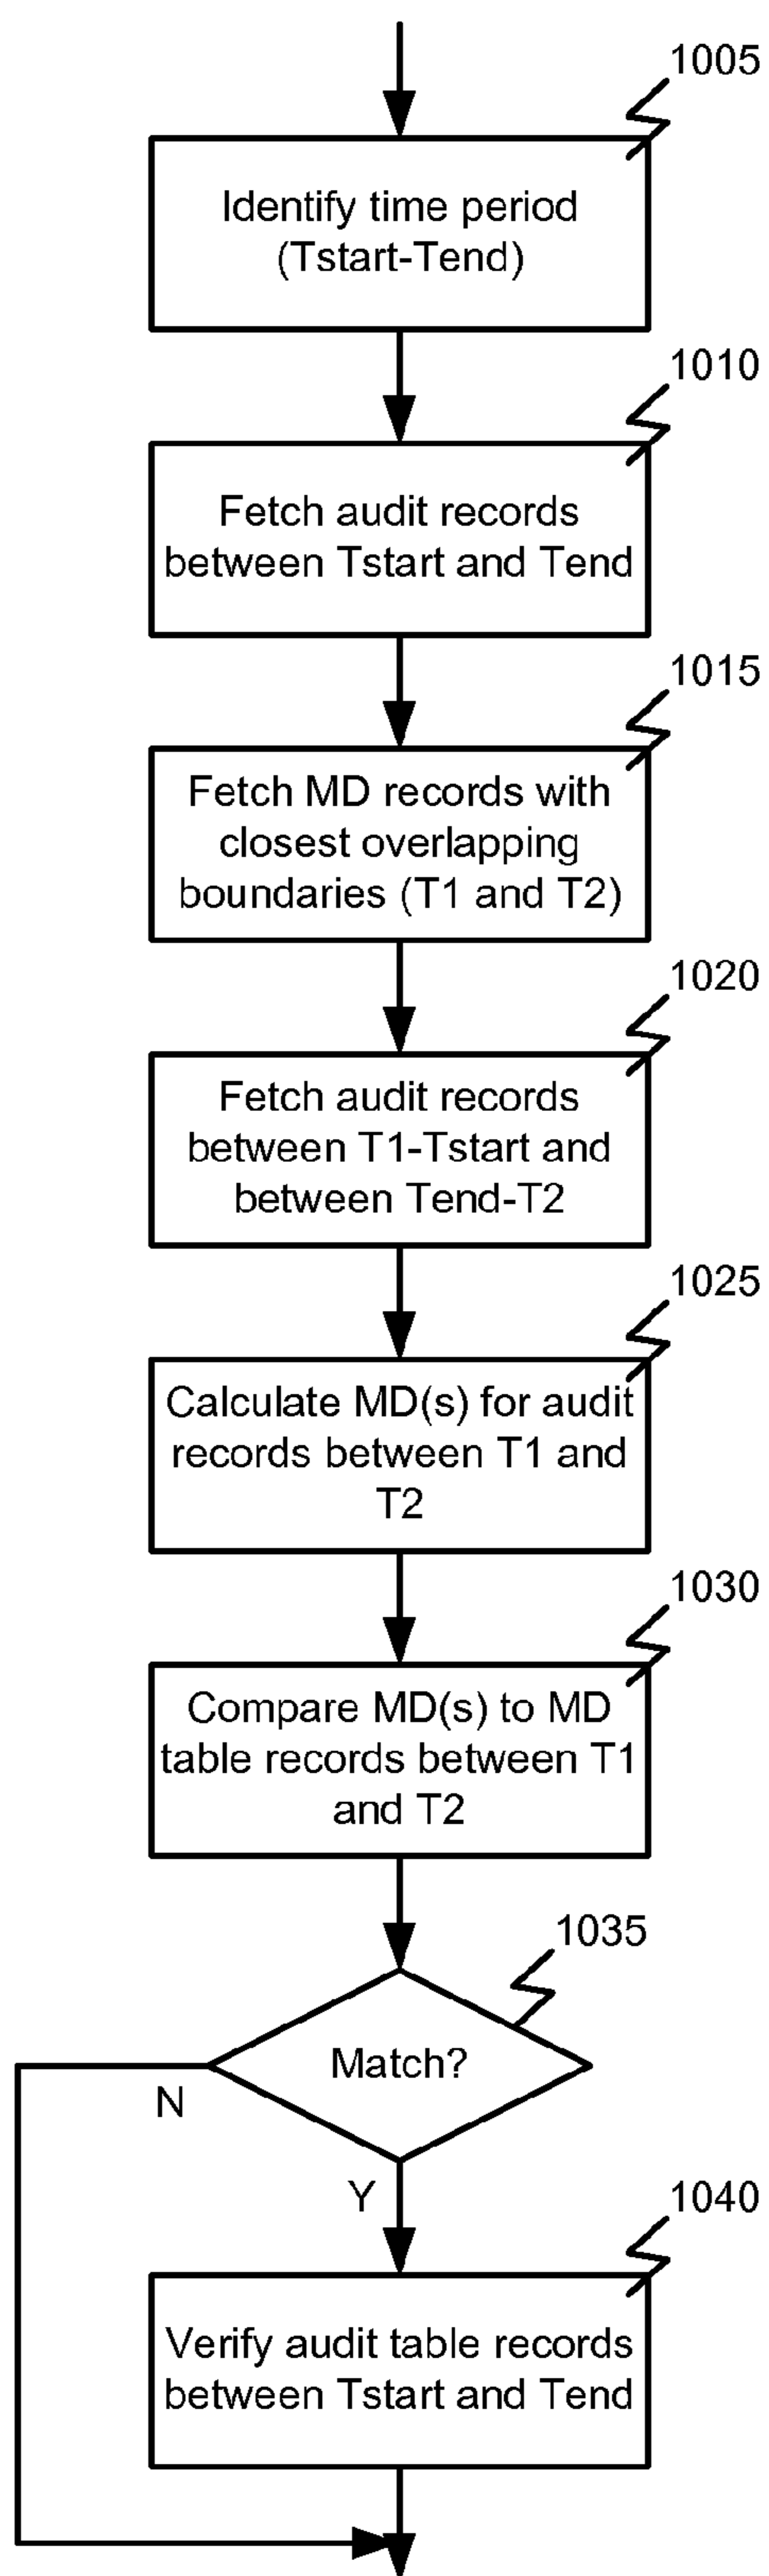 1005
Identify time period
(Tstart-Tend)
1010
Fetch audit records
between Tstart and Tend
1015
Fetch MD records with
closest overlapping
boundaries (T1 and T2)
1020
Fetch audit records
between T1-Tstart and
between Tend-T2
1025
Calculate MD(s) for audit
records between T1 and
T2
1030
Compare MD(s) to MD
table records between T1
and T2
1035
Match?
N
Y
1040
Verify audit table records
between Tstart and Tend